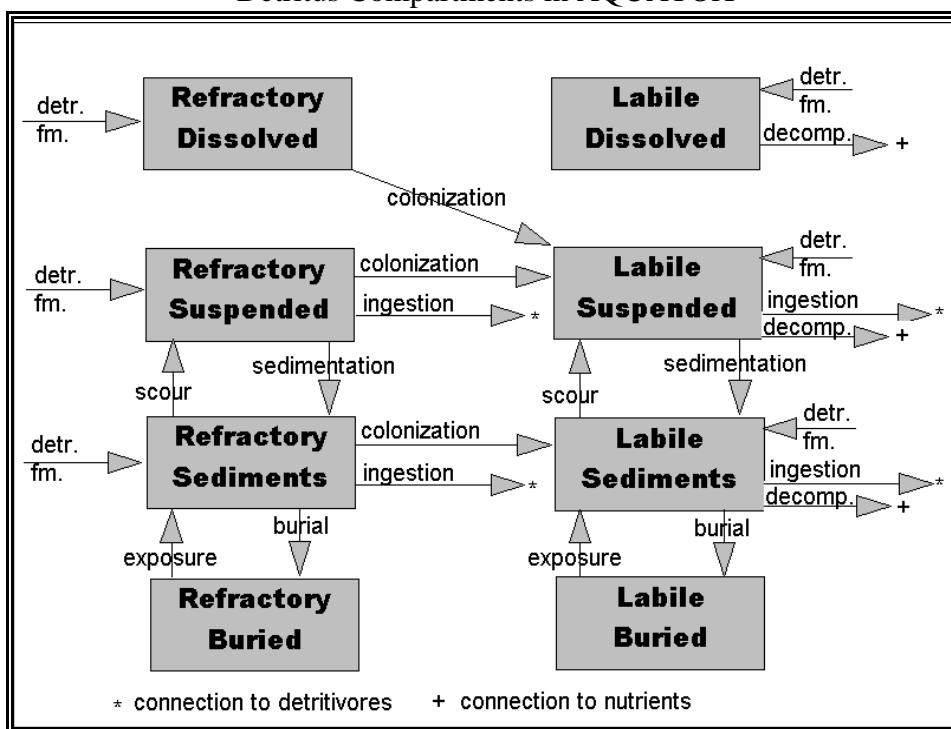 Detritus Compartments in AQUATOX
detr.
fm.
Refractory
Dissolved
Labile
Dissolved
detr.
fm.
decomp.
+
colonization
detr.
fm.
Refractory
Suspended
colonization
ingestion
*
Labile
Suspended
detr.
fm.
ingestion
*
decomp.
+
scour
sedimentation
scour
sedimentation
detr.
fm.
Refractory
Sediments
colonization
ingestion
*
Labile
Sediments
detr.
fm.
ingestion
*
decomp.
+
exposure
burial
exposure
burial
Refractory
Buried
Labile
Buried
* connection to detritivores + connection to nutrients